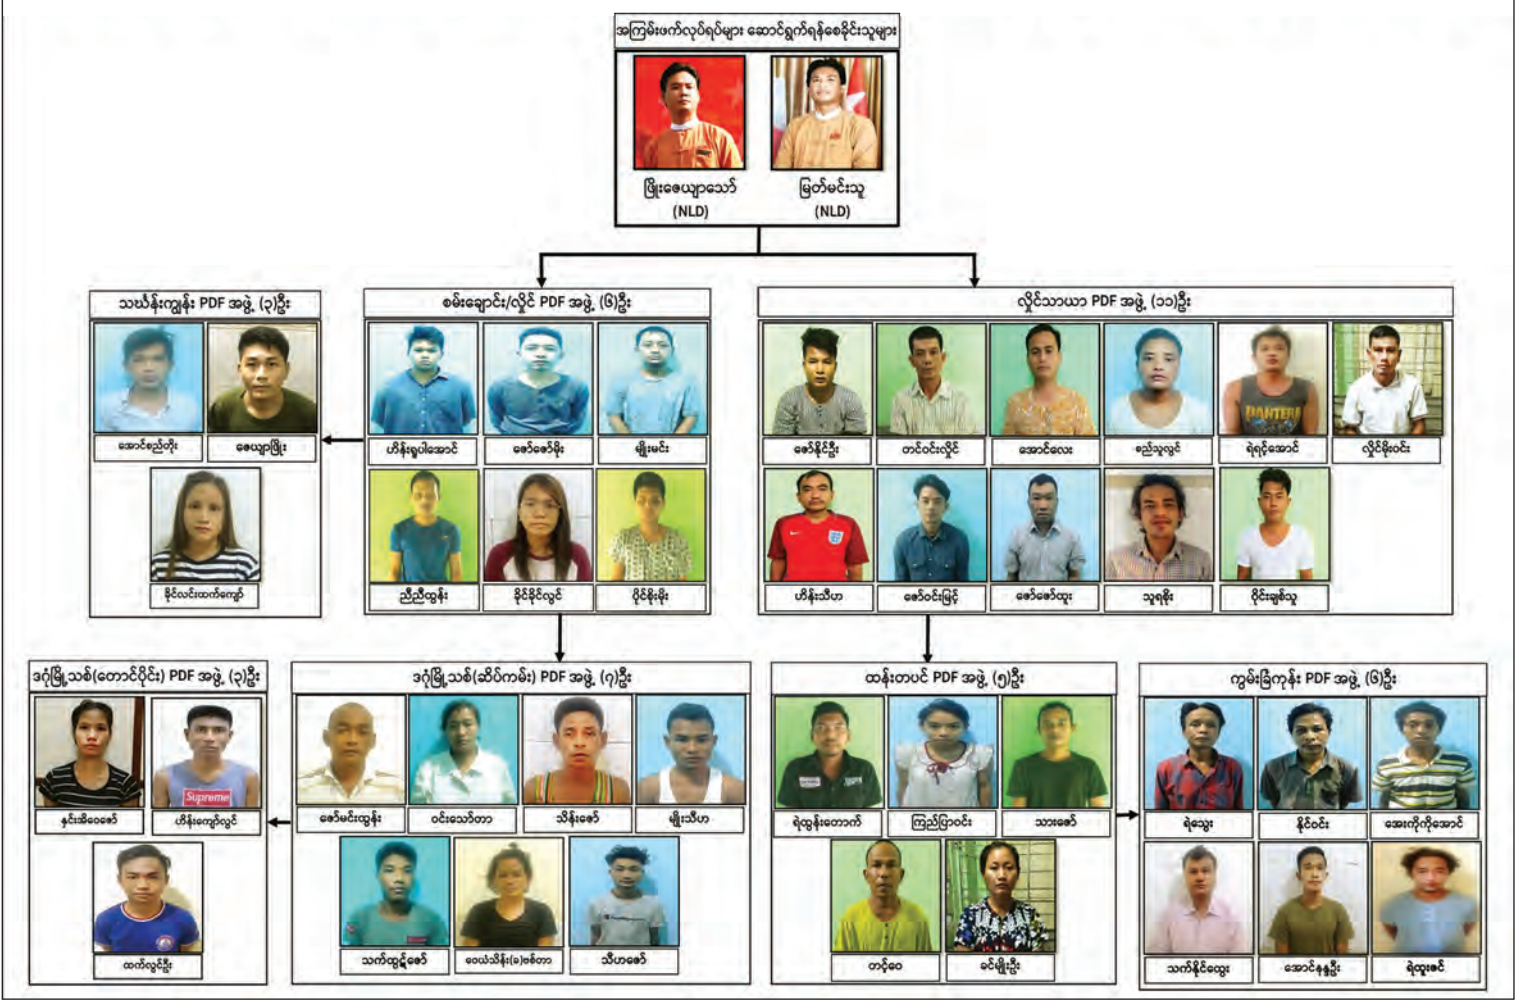 အကြမ်းဖက်လုပ်ရပ်များ ဆောင်ရွက်ရန်စေခိုင်းသူများ
ဖြိုးဇေယျာသော်
(NLD)
မြတ်မင်းသူ
(NLD)
သင်္ဃန်းကျွန်း PDF အဖွဲ့ (၃)ဦး
အောင်စည်တိုး
ဇေယျာဖြိုး
ခိုင်လင်းထက်ကျော်
စမ်းချောင်း/လှိုင် PDF အဖွဲ့ (၆)ဦး
ဟိန်းရူပါအောင်
ဇော်ဇော်မိုး
မျိုးမင်း
ညီညီထွန်း
ခိုင်ခိုင်လွင်
ပိုင်စိုးမိုး
လှိုင်သာယာ PDF အဖွဲ့ (၁၁)ဦး
ဇော်နိုင်ဦး
တင်ဝင်းလှိုင်
အောင်လေး
စည်သူလွင်
ရဲရင့်အောင်
လှိုင်မိုးဝင်း
ဟိန်းသီဟ
ဇော်ဝင်းမြင့်
ဇော်ဇော်ထူး
သူရစိုး
ဝိုင်းချစ်သူ
PANTERA
ဒဂုံမြို့သစ်(တောင်ပိုင်း) PDF အဖွဲ့ (၃)ဦး
နှင်းအိဝေဇော်
ဟိန်းကျော်လွင်
Supreme
ထက်လွင်ဦး
ဒဂုံမြို့သစ်(ဆိပ်ကမ်း) PDF အဖွဲ့ (၇)ဦး
ဇော်မင်းထွန်း
ဝင်းသော်တာ
သိန်းဇော်
မျိုးသီဟ
သက်ထွဋ်ဇော်
ဝေယံသိန်း(ခ)ဗစ်တာ
သီဟဇော်
ထန်းတပင် PDF အဖွဲ့ (၅)ဦး
ရဲထွန်းတောက်
ကြည်ပြာဝင်း
သားဇော်
တင့်ဝေ
ခင်မျိုးဦး
ကွမ်းခြံကုန်း PDF အဖွဲ့ (၆)ဦး
ရဲသွေး
နိုင်ဝင်း
အေးကိုကိုအောင်
သက်နိုင်ထွေး
အောင်နန္ဒဦး
ရဲထူးဇင်